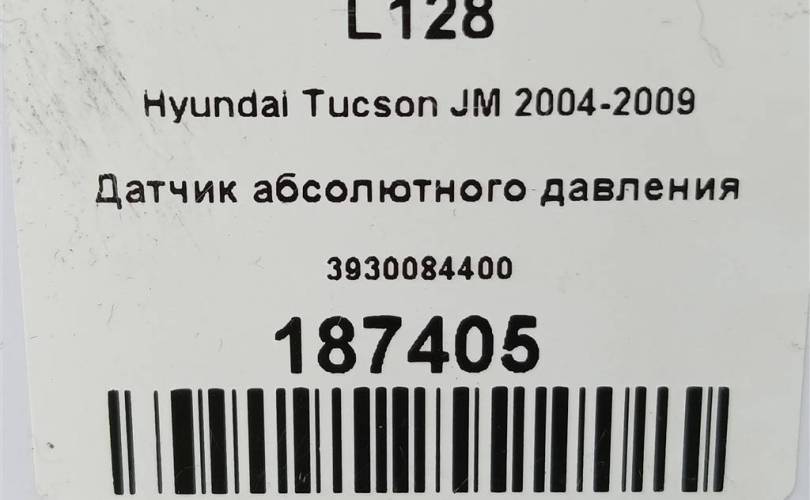 L128
Hyundai Tucson JM 2004-2009
Датчик абсолютного давления
3930084400
187405